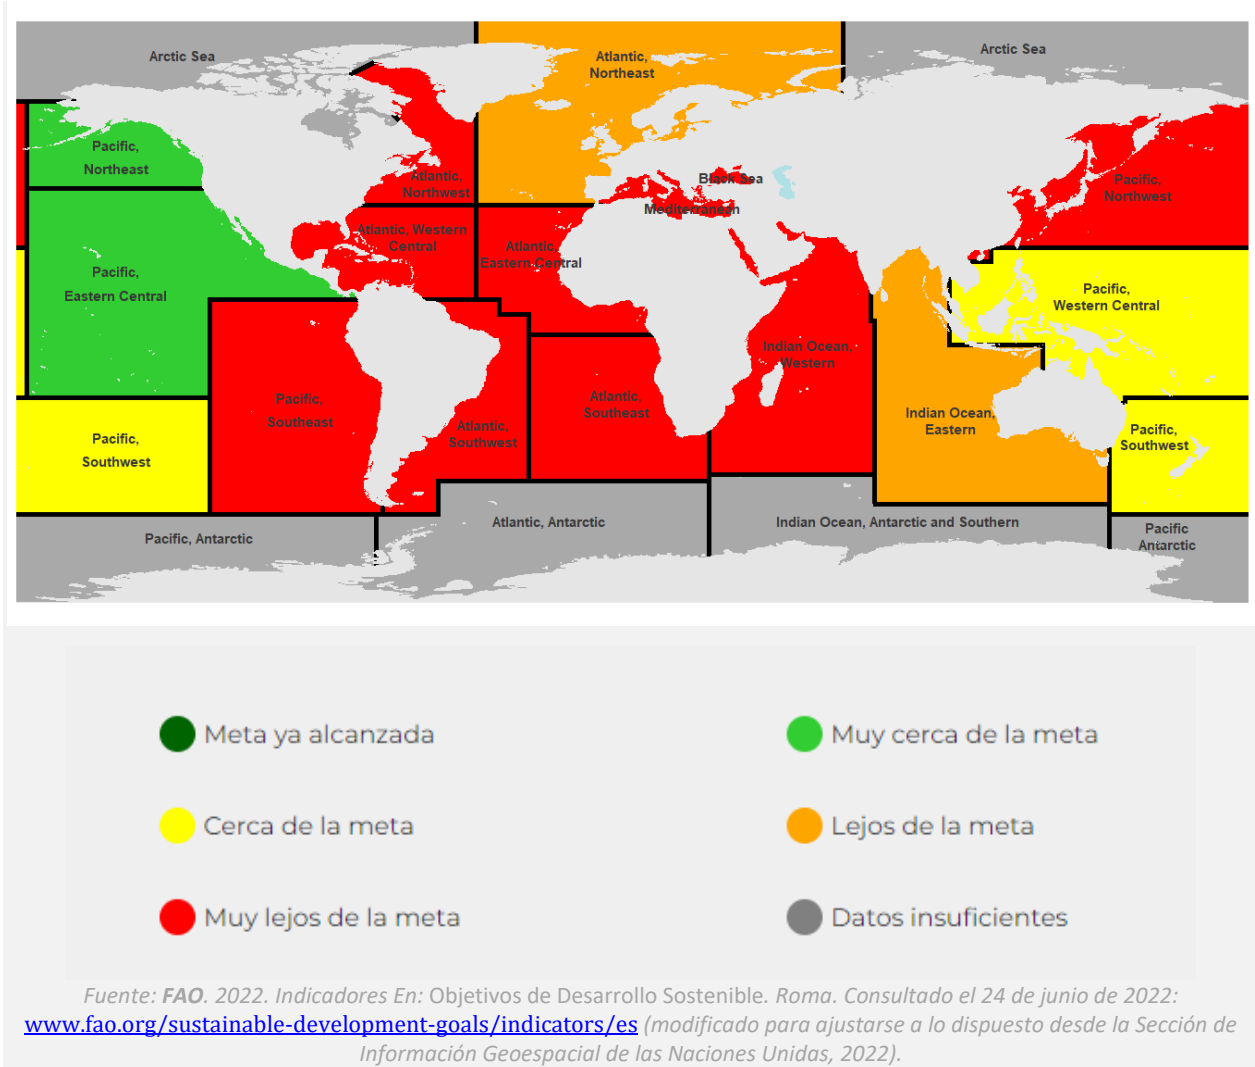 Arctic Sea
Atlantic,
Northeast
Arctic Sea
Pacific,
Northeast
Atlantic,
Northwest
Black Sea
Mediterranean
Pacific,
Northwest
Atlantic, Western
Central
Atlantic,
Eastern Central
Pacific,
Eastern Central
Pacific,
Western Central
Indian Ocean,
Western
Pacific,
Southeast
Atlantic,
Southeast
Atlantic,
Southwest
Indian Ocean,
Eastern
Pacific,
Southwest
Pacific,
Southwest
Pacific, Antarctic
Atlantic, Antarctic
Indian Ocean, Antarctic and Southern
Pacific
Antarctic
Meta ya alcanzada
Muy cerca de la meta
Cerca de la meta
Lejos de la meta
Muy lejos de la meta
Datos insuficientes
Fuente: FAO. 2022. Indicadores En: Objetivos de Desarrollo Sostenible. Roma. Consultado el 24 de junio de 2022:
www.fao.org/sustainable-development-goals/indicators/es (modificado para ajustarse a lo dispuesto desde la Sección de
Información Geoespacial de las Naciones Unidas, 2022).